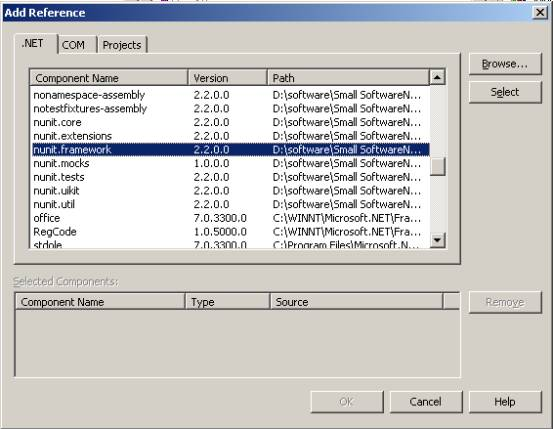 Add Reference
.NET COM Projects
Browse...
Select
Component Name Version Path
nonamespace-assembly 2.2.0.0 D:\software\Small SoftwareN...
notestfixtures-assembly 2.2.0.0 D:\software\Small SoftwareN...
nunit.core 2.2.0.0 D:\software\Small SoftwareN...
nunit.extensions 2.2.0.0 D:\software\Small SoftwareN...
nunit.framework 2.2.0.0 D:\software\Small SoftwareN...
nunit.mocks 1.0.0.0 D:\software\Small SoftwareN...
nunit.tests 2.2.0.0 D:\software\Small SoftwareN...
nunit.uikit 2.2.0.0 D:\software\Small SoftwareN...
nunit.util 2.2.0.0 D:\software\Small SoftwareN...
office 7.0.3300.0 C:\WINNT\Microsoft.NET\Fra...
RegCode 1.0.5000.0 C:\WINNT\Microsoft.NET\Fra...
stdole 7.0.3300.0 C:\Program Files\Microsoft.N...
Selected Components:
Component Name Type Source
Remove
OK Cancel Help